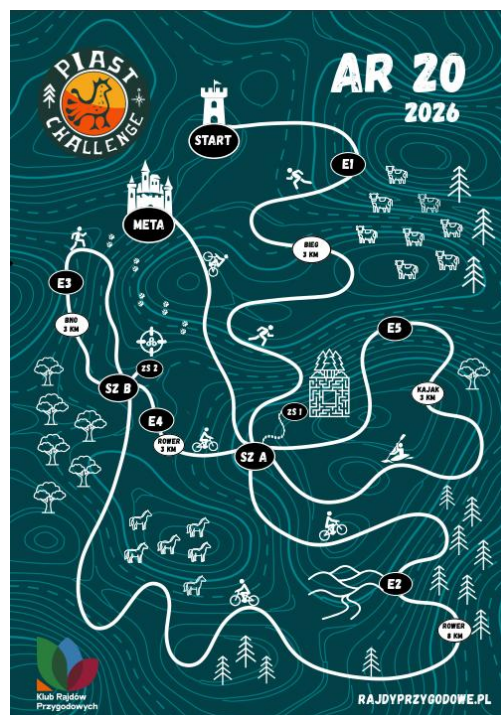 PIAST
CHALLENGE
AR 20
2026
START
E1
META
BIEG
3 KM
E3
BNO
3 KM
E5
ZS 2
SZ B
KAJAK
3 KM
ZS 1
E4
ROWER
3 KM
SZ A
E2
ROWER
8 KM
Klub Rajdów
Przygodowych
RAJDYPRZYGODOWE.PL